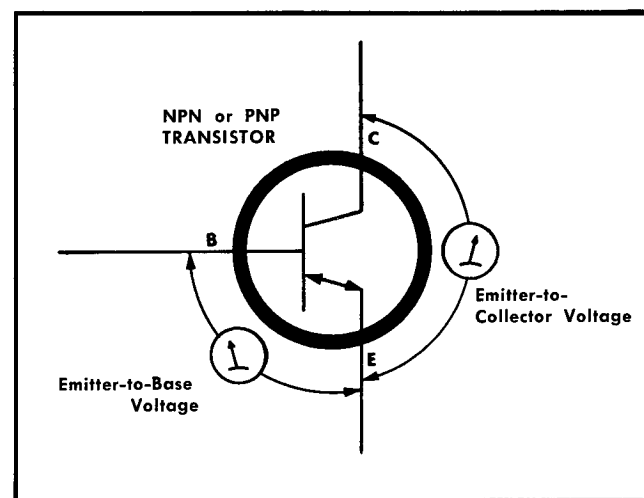 NPN or PNP
TRANSISTOR
C
B
Emitter-to-
Collector Voltage
E
Emitter-to-Base
Voltage